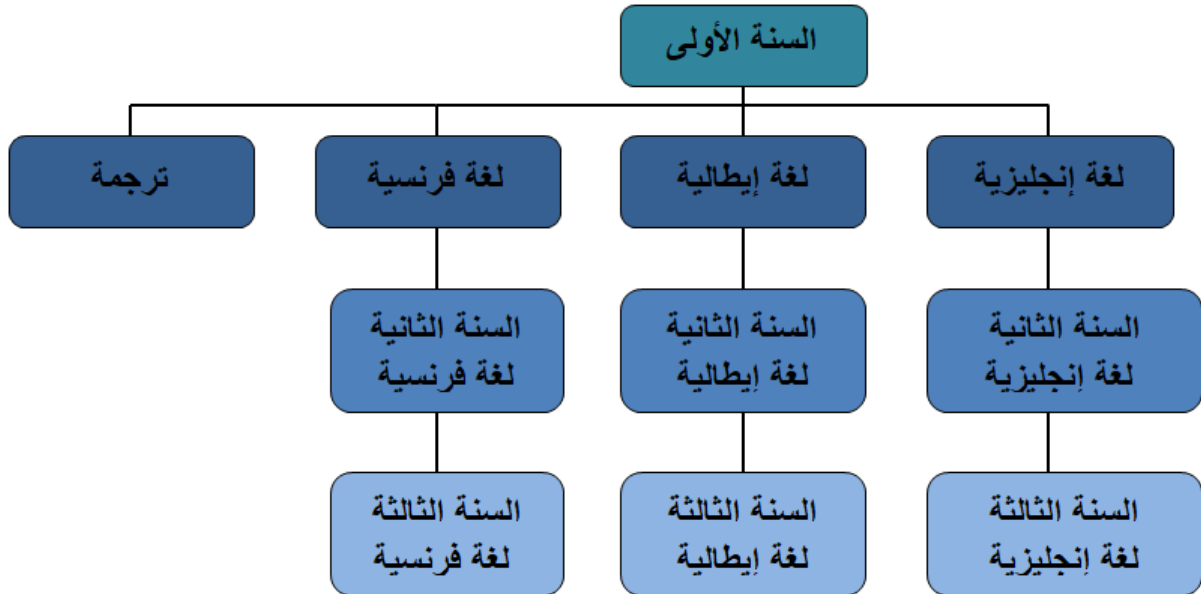 السنة الأولى
لغة إنجليزية
لغة إيطالية
لغة فرنسية
ترجمة
السنة الثانية
لغة إنجليزية
السنة الثانية
لغة إيطالية
السنة الثانية
لغة فرنسية
السنة الثالثة
لغة إنجليزية
السنة الثالثة
لغة إيطالية
السنة الثالثة
لغة فرنسية